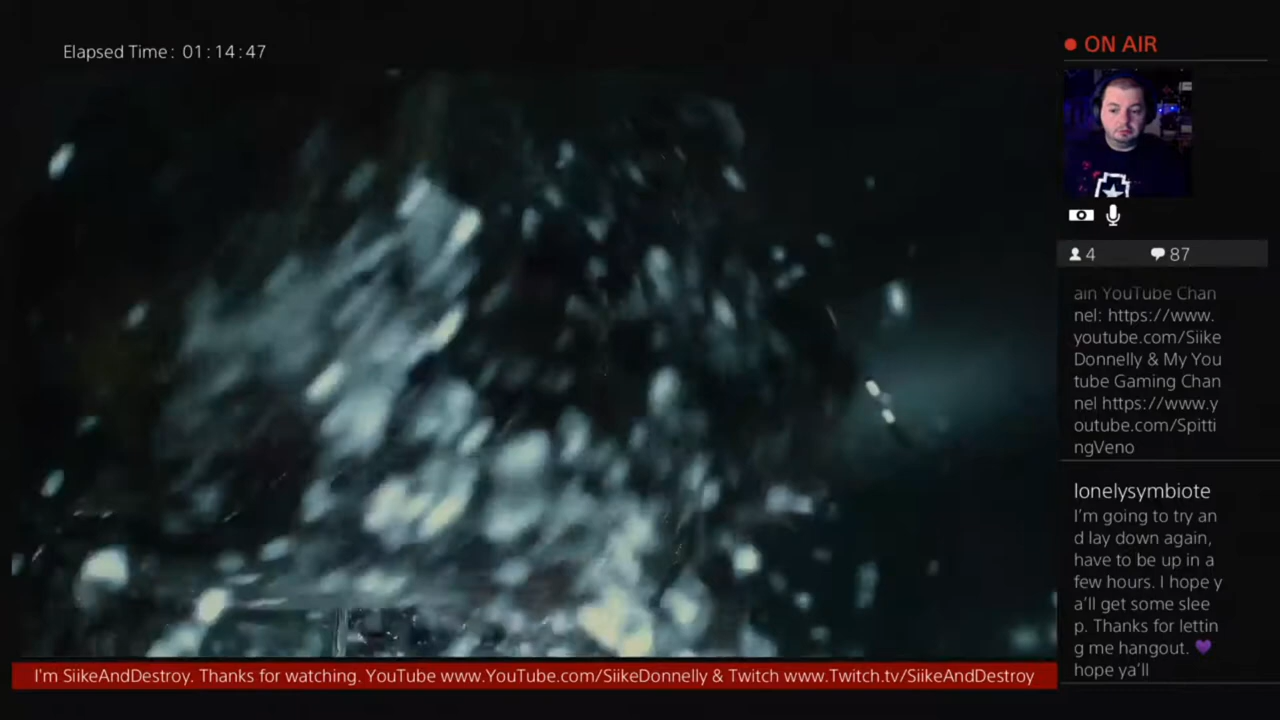 Elapsed Time: 01:14:47
ON AIR
4
87
ain YouTube Chan
nel: https://www.
youtube.com/Siike
Donnelly & My You
tube Gaming Chan
nel https://www.y
outube.com/Spitti
ngVeno
lonelysymbiote
I'm going to try an
d lay down again,
have to be up in a
few hours. I hope y
a'll get some slee
p. Thanks for lettin
g me hangout. 💜
hope ya'll
I'm SiikeAndDestroy. Thanks for watching. YouTube www.YouTube.com/SiikeDonnelly & Twitch www.Twitch.tv/SiikeAndDestroy